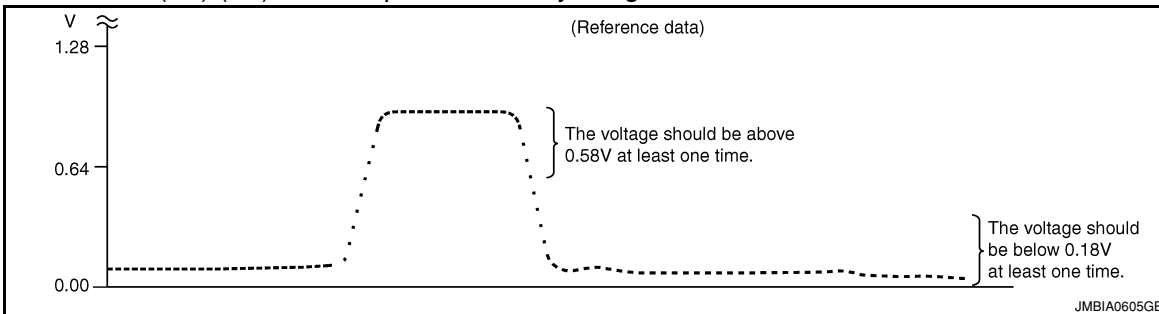 V
(Reference data)
1.28
The voltage should be above
0.58V at least one time.
0.64
The voltage should
be below 0.18V
at least one time.
0.00